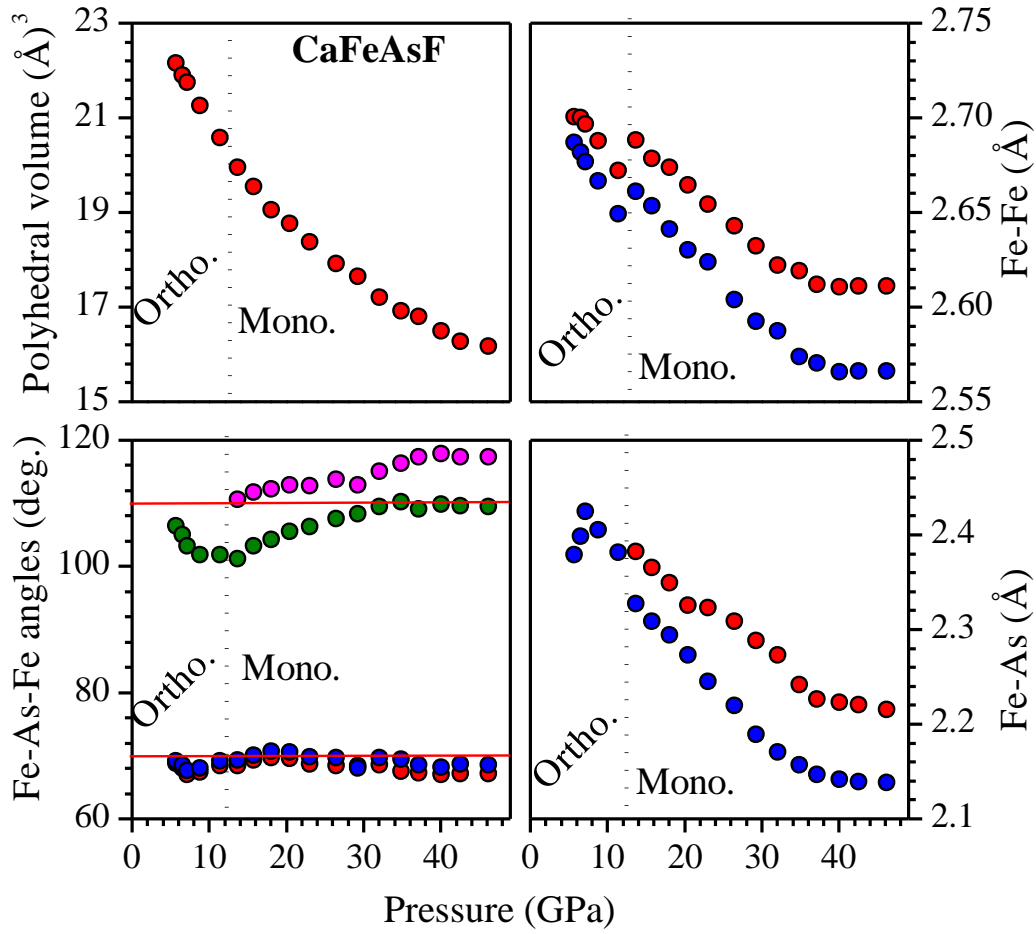 CaFeAsF
Polyhedral volume (Å)³
23
21
19
17
15
Ortho.
Mono.
2.75
2.70
2.65
2.60
2.55
Fe-Fe (Å)
Ortho.
Mono.
Fe-As-Fe angles (deg.)
120
100
80
60
Ortho.
Mono.
0 10 20 30 40
2.5
2.4
2.3
2.2
2.1
Fe-As (Å)
Ortho.
Mono.
0 10 20 30 40
Pressure (GPa)